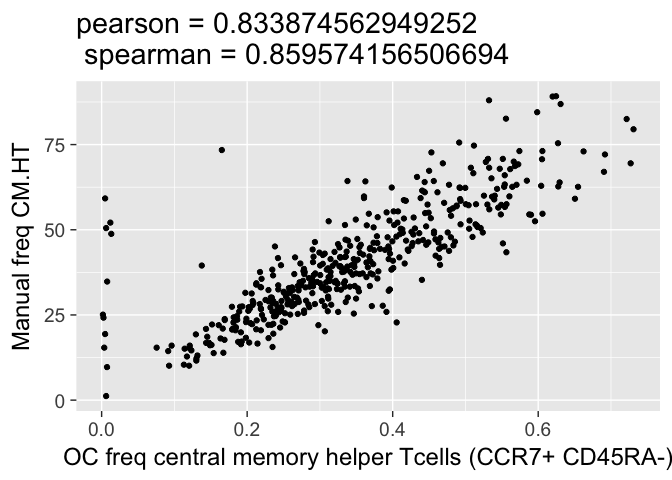 pearson = 0.833874562949252
spearman = 0.859574156506694
Manual freq CM.HT
75
50
25
0
0.0 0.2 0.4 0.6
OC freq central memory helper Tcells (CCR7+ CD45RA-)